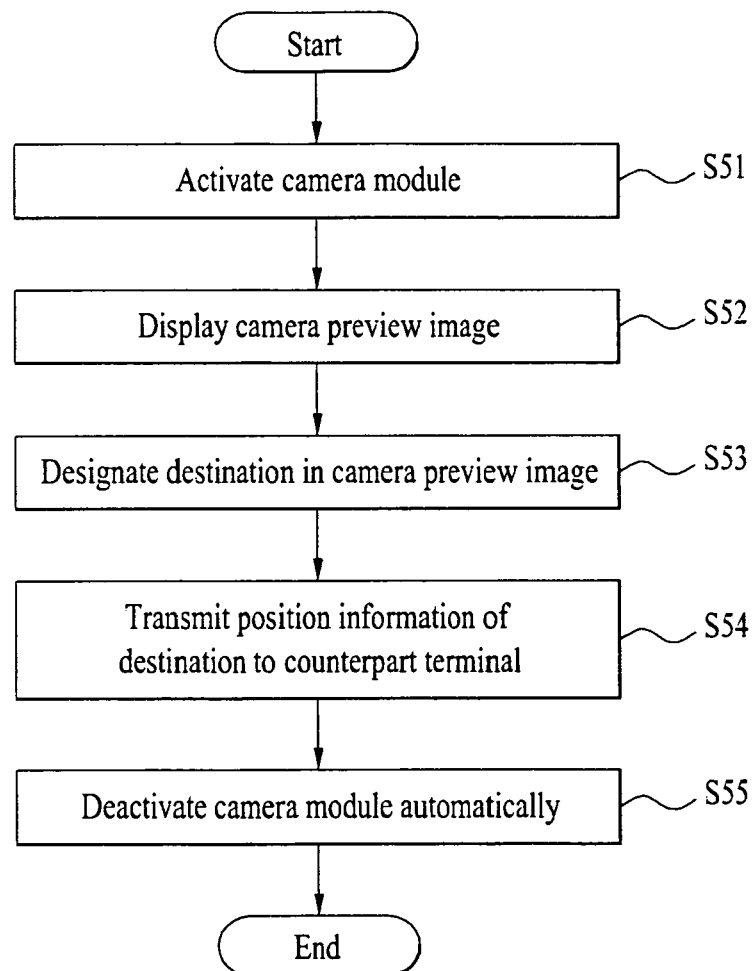 Start
Activate camera module
S51
Display camera preview image
S52
Designate destination in camera preview image
S53
Transmit position information of
destination to counterpart terminal
S54
Deactivate camera module automatically
S55
End